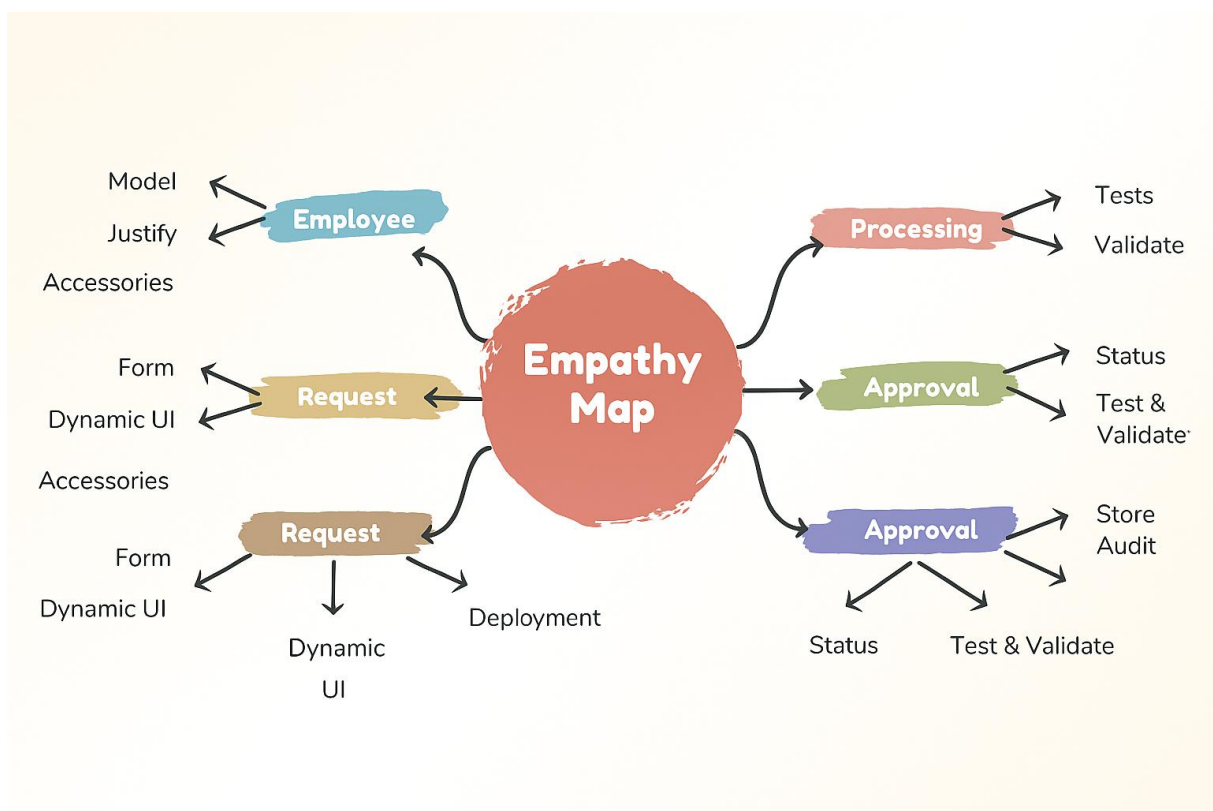 Empathy
Map
Employee
Model
Justify
Accessories
Request
Form
Dynamic UI
Accessories
Request
Form
Dynamic UI
Dynamic
UI
Deployment
Processing
Tests
Validate
Approval
Status
Test &
Validate
Approval
Store
Audit
Status
Test & Validate